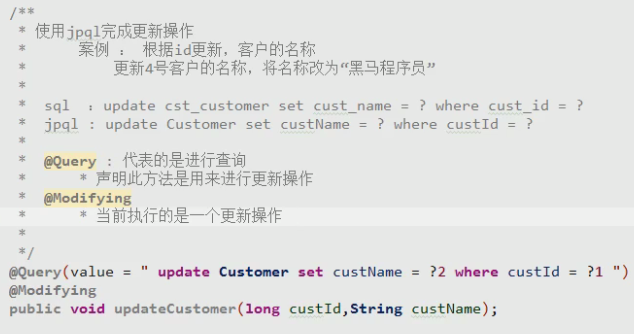 /**
 * 使用jpql完成更新操作
 *      案例 ： 根据id更新，客户的名称
 *          更新4号客户的名称，将名称改为“黑马程序员”
 *
 *  sql  ：update cst_customer set cust_name = ? where cust_id = ?
 *  jpql : update Customer set custName = ? where custId = ?
 *
 *  @Query : 代表的是进行查询
 *      * 声明此方法是用来进行更新操作
 *  @Modifying
 *      * 当前执行的是一个更新操作
 *
 */
@Query(value = " update Customer set custName = ?2 where custId = ?1 ")
@Modifying
public void updateCustomer(long custId,String custName);